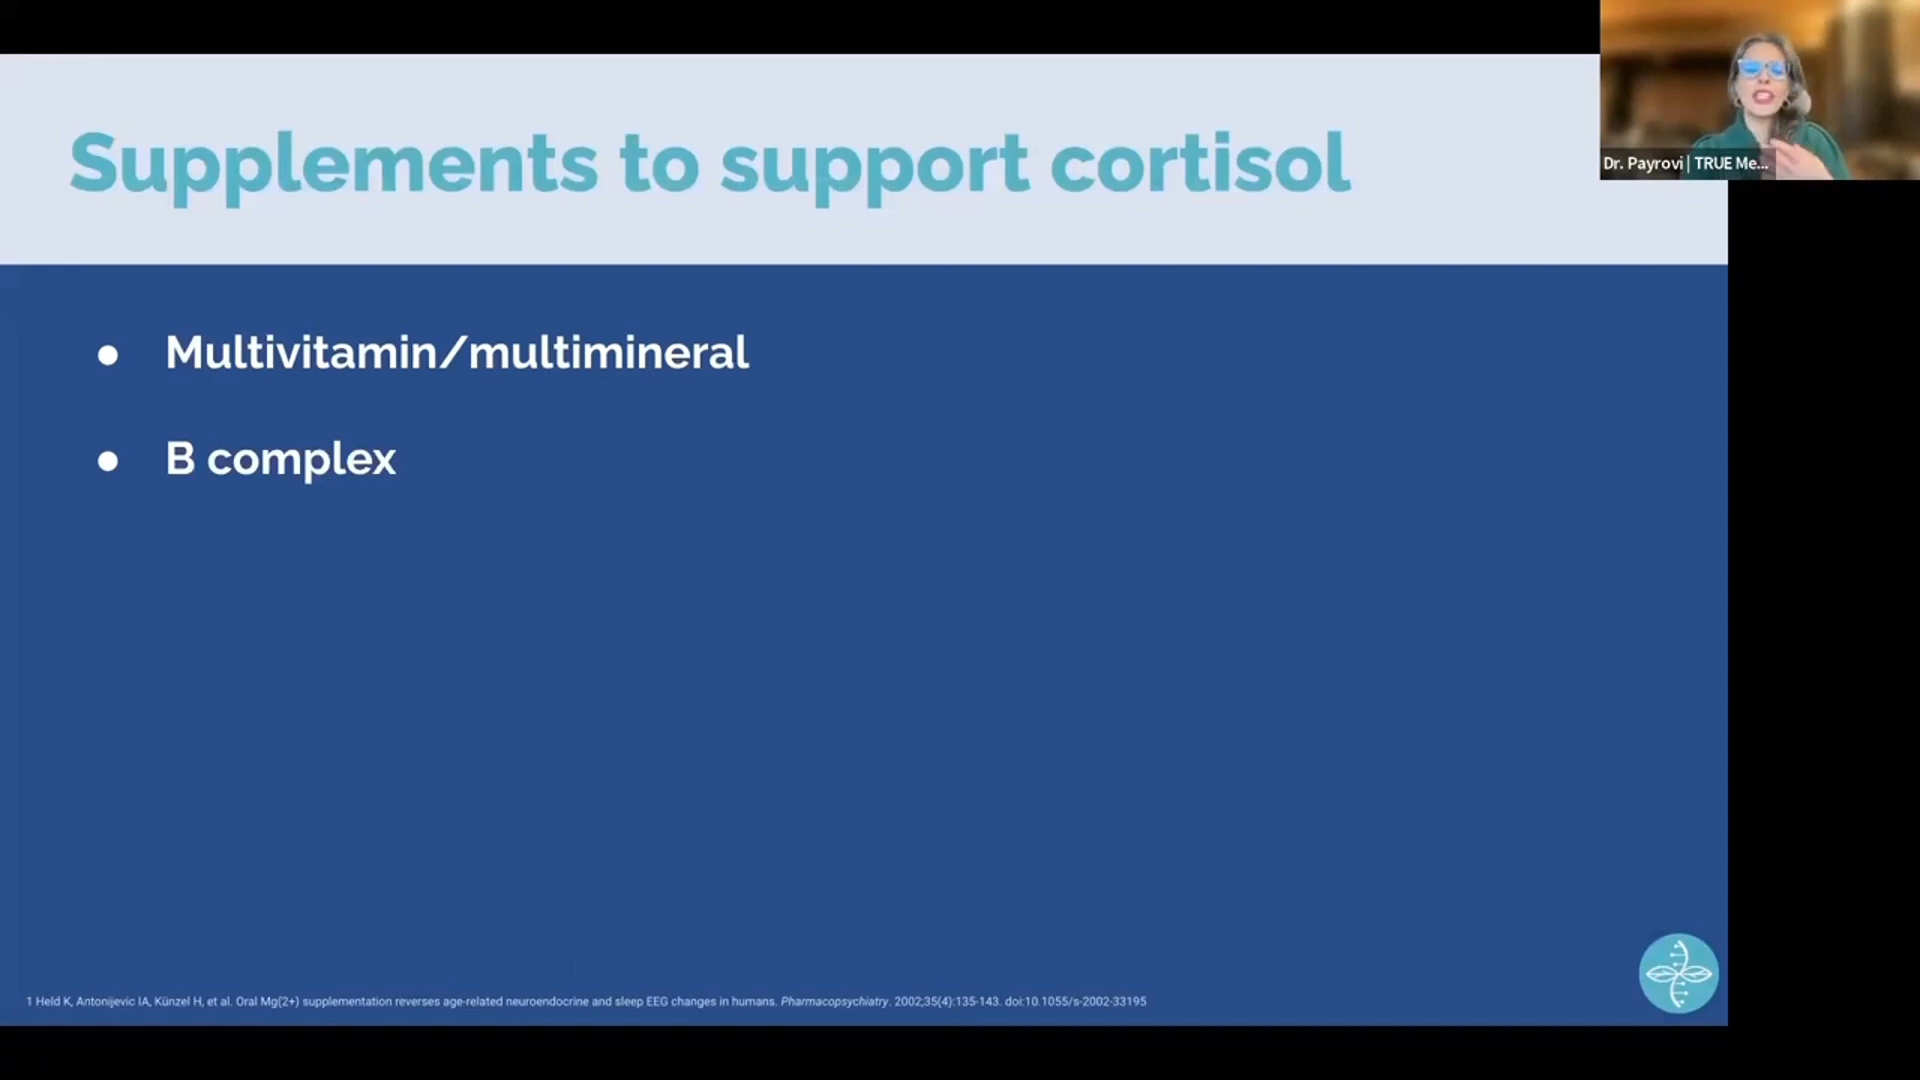 Supplements to support cortisol
Dr. Payrovi | TRUE Me...
● Multivitamin/multimineral
● B complex
1 Held K, Antonijevic IA, Künzel H, et al. Oral Mg(2+) supplementation reverses age-related neuroendocrine and sleep EEG changes in humans. Pharmacopsychiatry. 2002;35(4):135-143. doi:10.1055/s-2002-33195